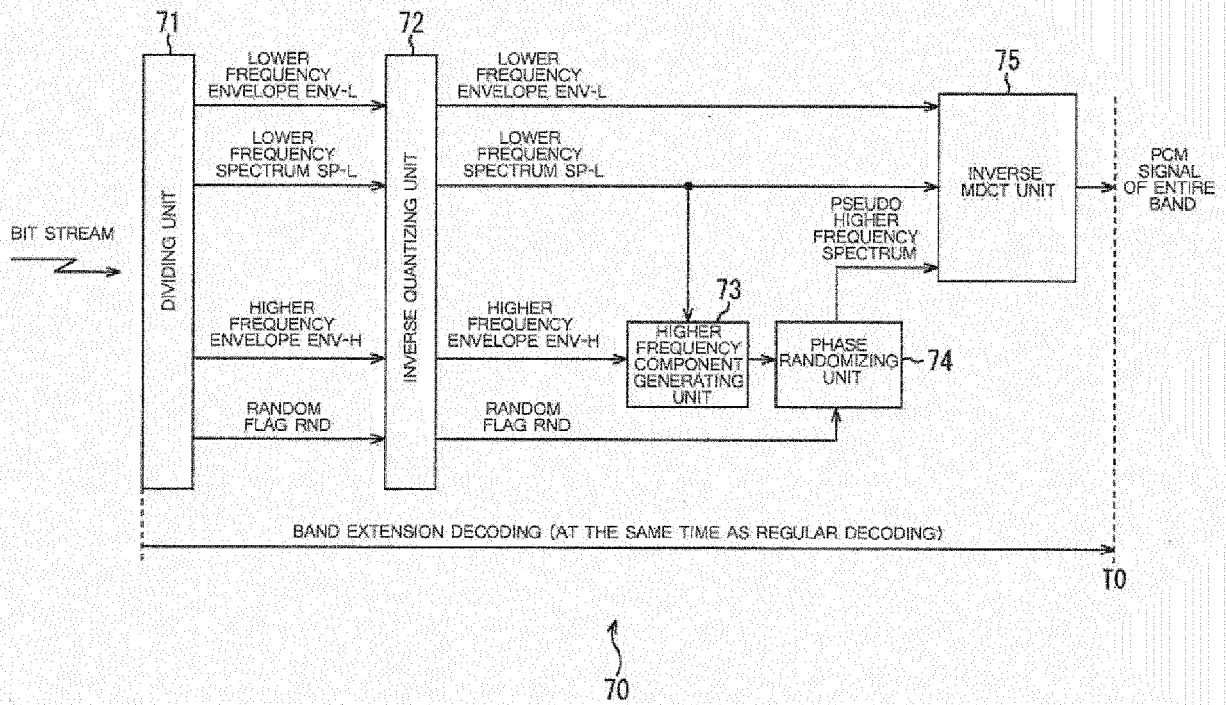 71
72
75
LOWER
FREQUENCY
ENVELOPE ENV-L
LOWER
FREQUENCY
ENVELOPE ENV-L
LOWER
FREQUENCY
SPECTRUM SP-L
LOWER
FREQUENCY
SPECTRUM SP-L
INVERSE
MDCT UNIT
PCM
SIGNAL
OF ENTIRE
BAND
BIT STREAM
DIVIDING UNIT
INVERSE QUANTIZING UNIT
PSEUDO
HIGHER
FREQUENCY
SPECTRUM
HIGHER
FREQUENCY
ENVELOPE ENV-H
HIGHER
FREQUENCY
ENVELOPE ENV-H
73
HIGHER
FREQUENCY
COMPONENT
GENERATING
UNIT
PHASE
RANDOMIZING
UNIT
74
RANDOM
FLAG RND
RANDOM
FLAG RND
BAND EXTENSION DECODING (AT THE SAME TIME AS REGULAR DECODING)
T0
70